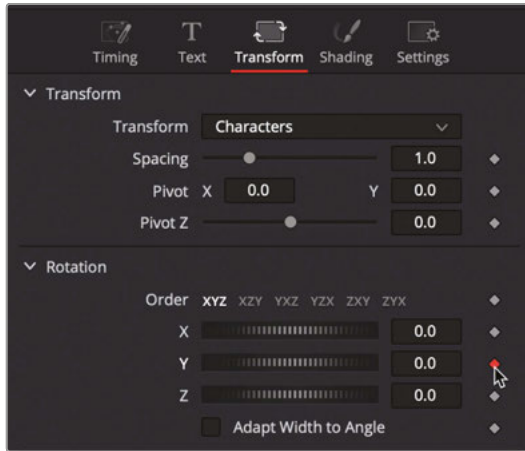 Timing Text Transform Shading Settings
Transform
Transform Characters
Spacing 1.0
Pivot X 0.0 Y 0.0
Pivot Z 0.0
Rotation
Order XYZ XZY YXZ YZX ZXY ZYX
X 0.0
Y 0.0
Z 0.0
Adapt Width to Angle